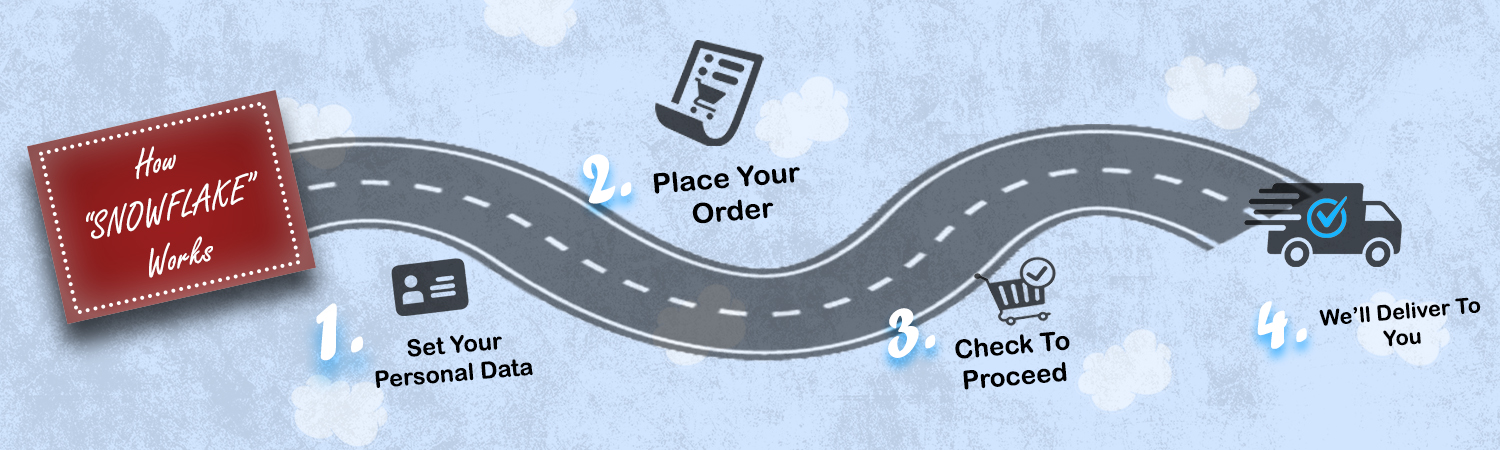 How
"SNOWFLAKE"
Works
1.
Set Your
Personal Data
2.
Place Your
Order
3.
Check To
Proceed
4.
We'll Deliver To
You